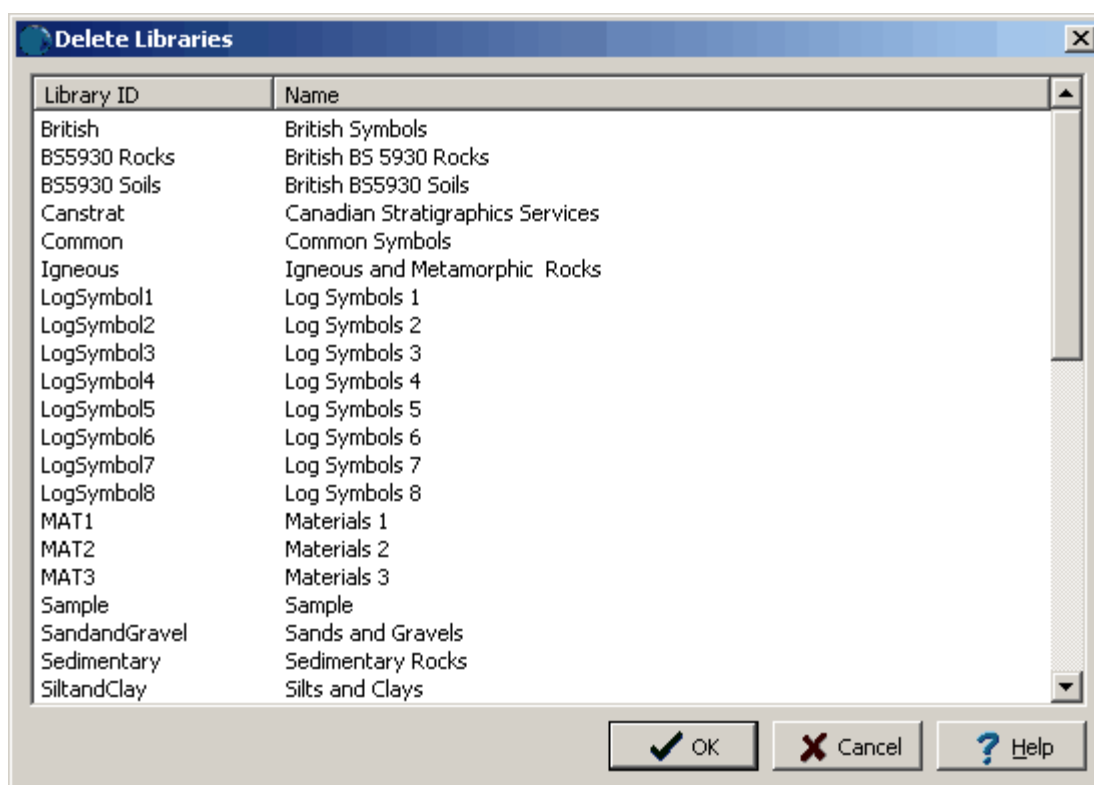 Delete Libraries
Library ID Name
British British Symbols
BS5930 Rocks British BS 5930 Rocks
BS5930 Soils British BS5930 Soils
Canstrat Canadian Stratigraphics Services
Common Common Symbols
Igneous Igneous and Metamorphic  Rocks
LogSymbol1 Log Symbols 1
LogSymbol2 Log Symbols 2
LogSymbol3 Log Symbols 3
LogSymbol4 Log Symbols 4
LogSymbol5 Log Symbols 5
LogSymbol6 Log Symbols 6
LogSymbol7 Log Symbols 7
LogSymbol8 Log Symbols 8
MAT1 Materials 1
MAT2 Materials 2
MAT3 Materials 3
Sample Sample
SandandGravel Sands and Gravels
Sedimentary Sedimentary Rocks
SiltandClay Silts and Clays
OK Cancel Help